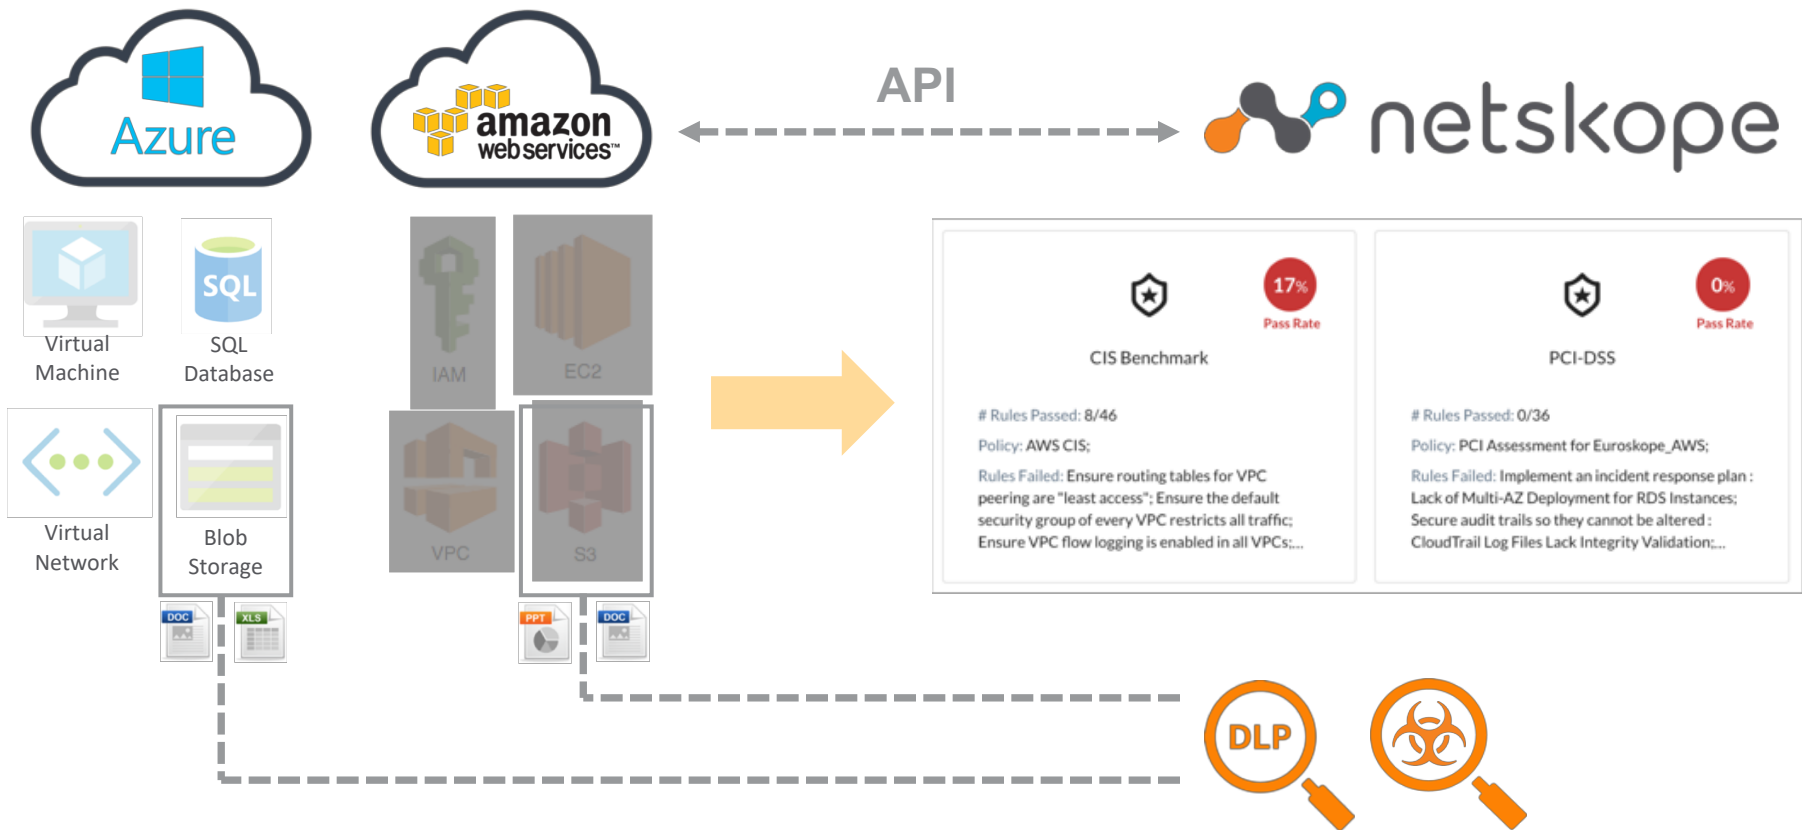 Azure
amazon
web services™
API
netskope
Virtual
Machine
SQL
SQL
Database
IAM
EC2
Virtual
Network
Blob
Storage
VPC
S3
DOC
XLS
PPT
DOC
17%
Pass Rate
CIS Benchmark
# Rules Passed: 8/46
Policy: AWS CIS;
Rules Failed: Ensure routing tables for VPC
peering are "least access"; Ensure the default
security group of every VPC restricts all traffic;
Ensure VPC flow logging is enabled in all VPCs;...
0%
Pass Rate
PCI-DSS
# Rules Passed: 0/36
Policy: PCI Assessment for Euroskope_AWS;
Rules Failed: Implement an incident response plan :
Lack of Multi-AZ Deployment for RDS Instances;
Secure audit trails so they cannot be altered :
CloudTrail Log Files Lack Integrity Validation;...
DLP